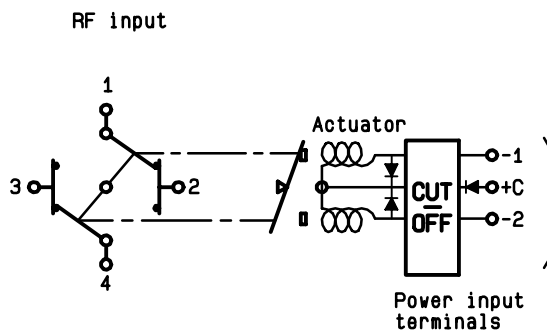 RF input
1
Actuator
3
2
4
-1
CUT
+C
OFF
-2
Power input
terminals